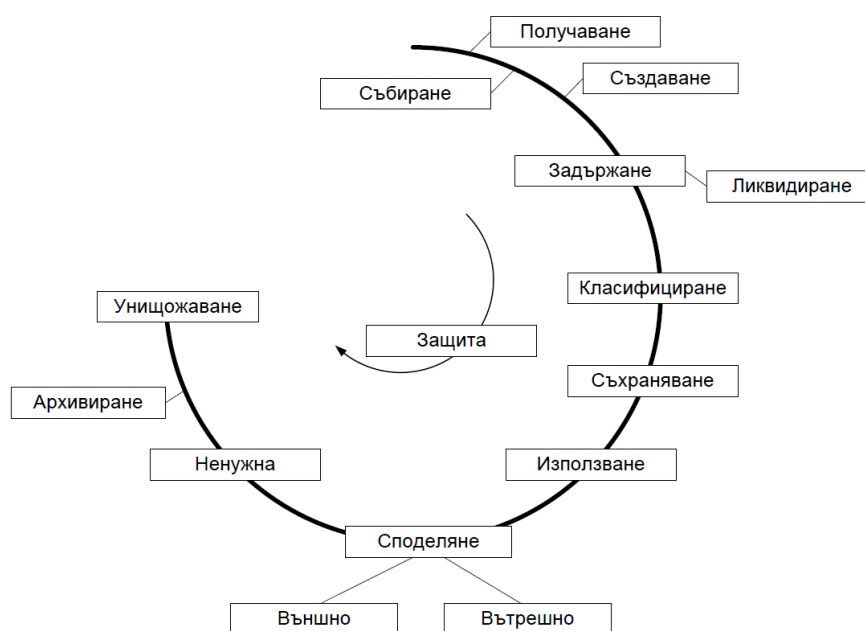 Получаване
Създаване
Събиране
Задържане
Ликвидиране
Класифициране
Унищожаване
Защита
Съхраняване
Архивиране
Ненужна
Използване
Споделяне
Външно
Вътрешно